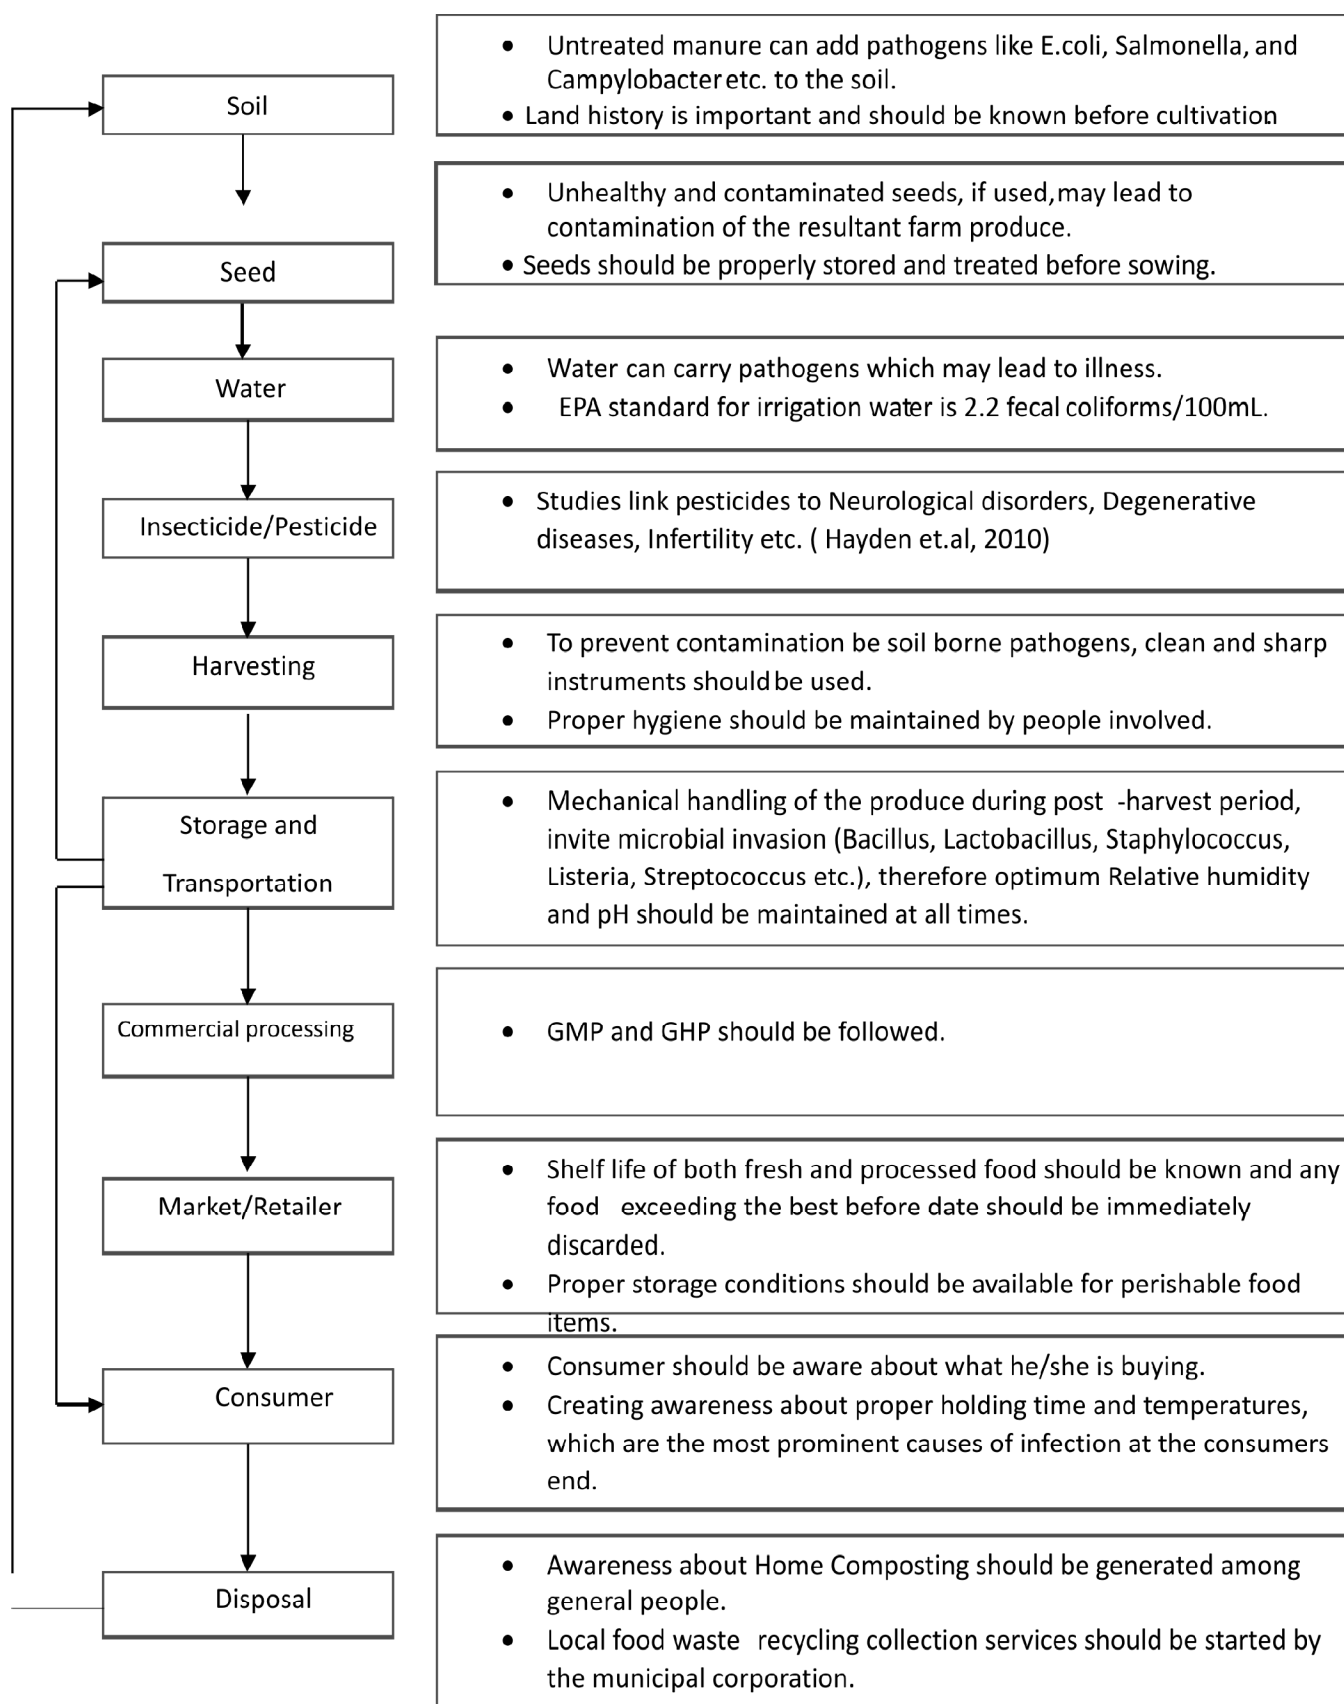 • Untreated manure can add pathogens like E.coli, Salmonella, and
Campylobacter etc. to the soil.
• Land history is important and should be known before cultivation
Soil
• Unhealthy and contaminated seeds, if used, may lead to
contamination of the resultant farm produce.
• Seeds should be properly stored and treated before sowing.
Seed
• Water can carry pathogens which may lead to illness.
• EPA standard for irrigation water is 2.2 fecal coliforms/100mL.
Water
• Studies link pesticides to Neurological disorders, Degenerative
diseases, Infertility etc. ( Hayden et.al, 2010)
Insecticide/Pesticide
• To prevent contamination be soil borne pathogens, clean and sharp
instruments should be used.
• Proper hygiene should be maintained by people involved.
Harvesting
• Mechanical handling of the produce during post -harvest period,
invite microbial invasion (Bacillus, Lactobacillus, Staphylococcus,
Listeria, Streptococcus etc.), therefore optimum Relative humidity
and pH should be maintained at all times.
Storage and
Transportation
• GMP and GHP should be followed.
Commercial processing
• Shelf life of both fresh and processed food should be known and any
food exceeding the best before date should be immediately
discarded.
• Proper storage conditions should be available for perishable food
items.
Market/Retailer
• Consumer should be aware about what he/she is buying.
• Creating awareness about proper holding time and temperatures,
which are the most prominent causes of infection at the consumers
end.
Consumer
• Awareness about Home Composting should be generated among
general people.
• Local food waste recycling collection services should be started by
the municipal corporation.
Disposal